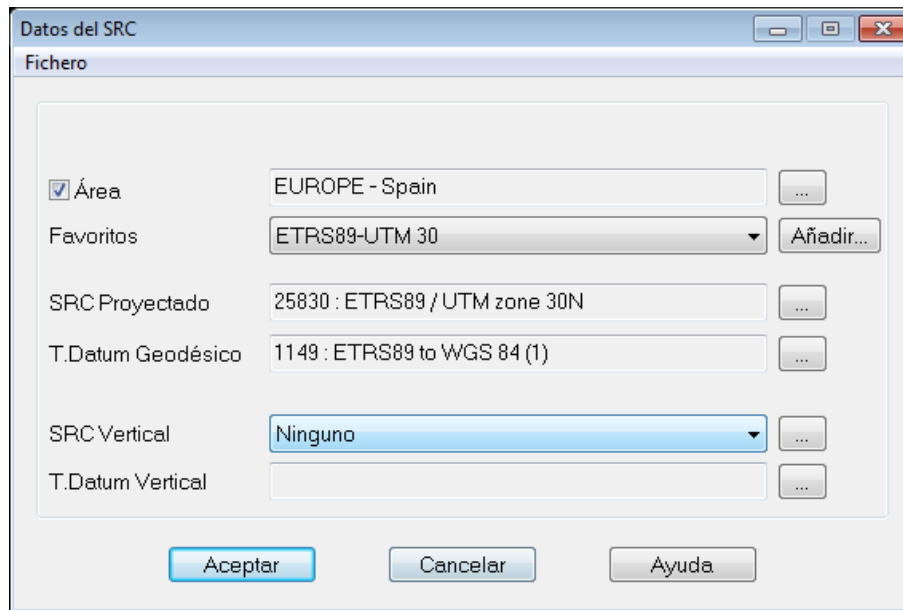 Datos del SRC
Fichero
Área EUROPE - Spain ...
Favoritos ETRS89-UTM 30 Añadir...
SRC Proyectado 25830 : ETRS89 / UTM zone 30N ...
T.Datum Geodésico 1149 : ETRS89 to WGS 84 (1) ...
SRC Vertical Ninguno ...
T.Datum Vertical ...
Aceptar Cancelar Ayuda